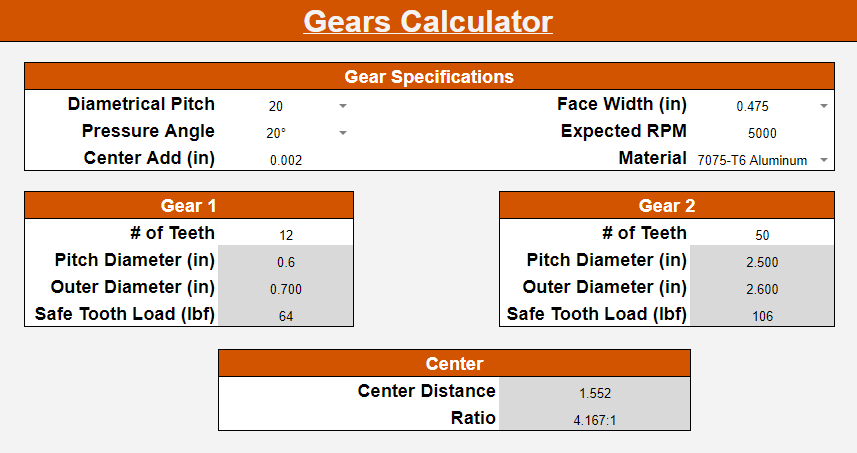 Gears Calculator
Gear Specifications
Diametrical Pitch 20 Face Width (in) 0.475
Pressure Angle 20° Expected RPM 5000
Center Add (in) 0.002 Material 7075-T6 Aluminum
Gear 1 Gear 2
# of Teeth 12 # of Teeth 50
Pitch Diameter (in) 0.6 Pitch Diameter (in) 2.500
Outer Diameter (in) 0.700 Outer Diameter (in) 2.600
Safe Tooth Load (lbf) 64 Safe Tooth Load (lbf) 106
Center
Center Distance 1.552
Ratio 4.167:1